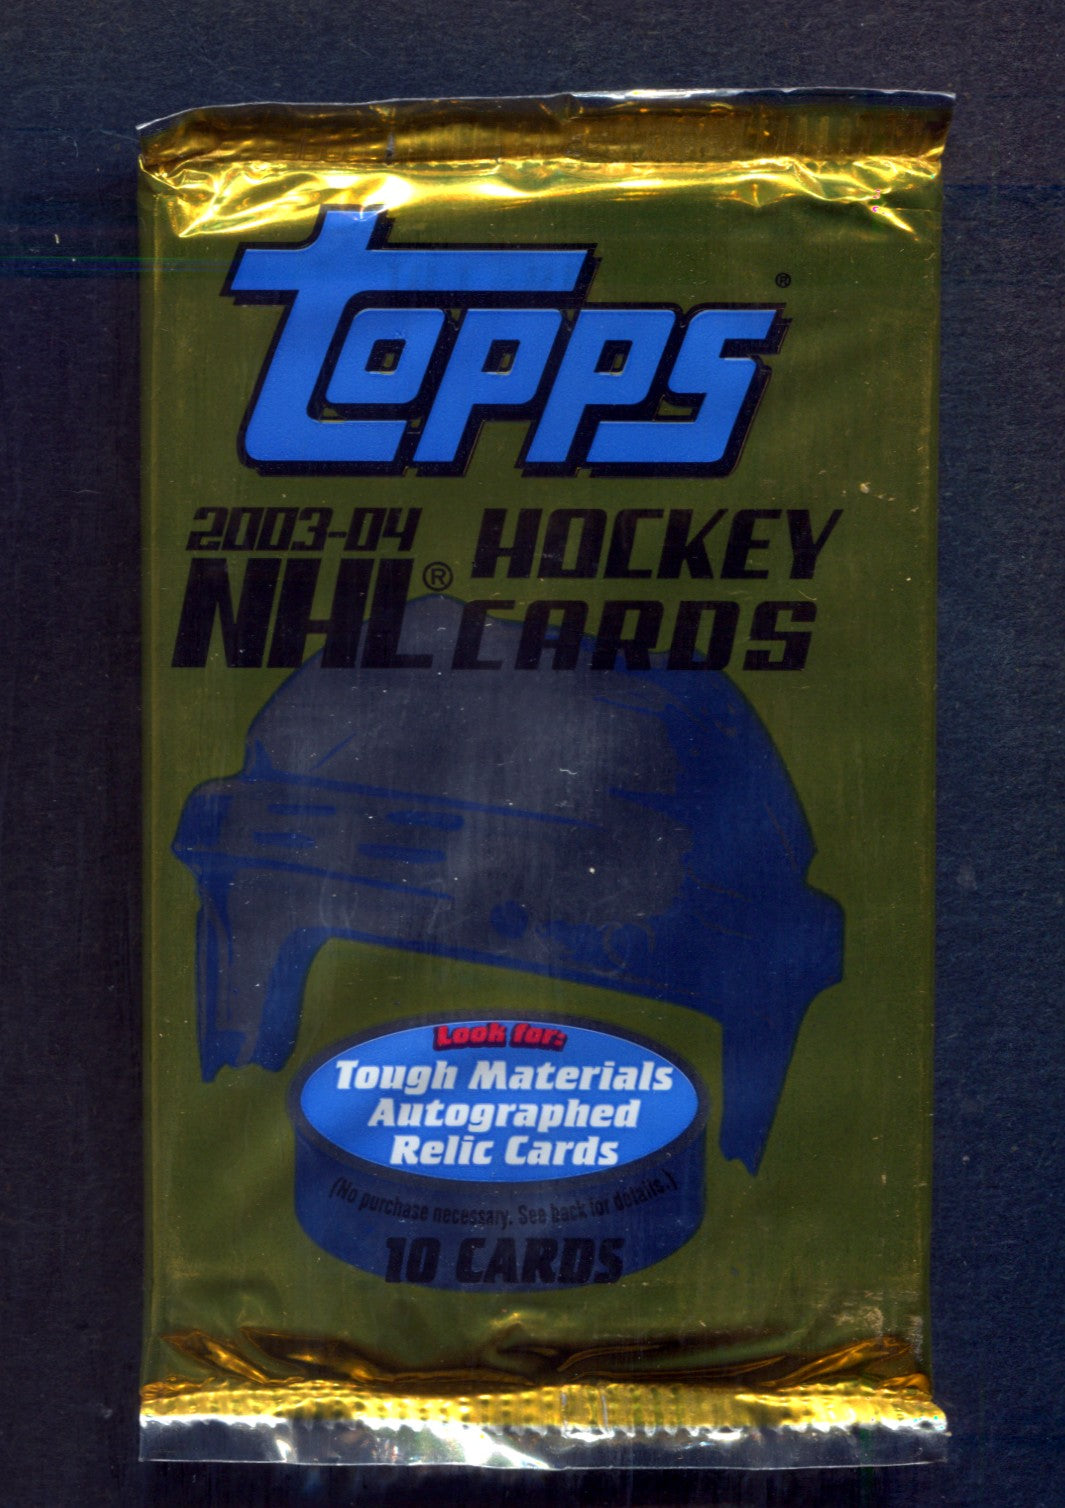 topps®
2003-04
NHL® HOCKEY
CARDS
Look for:
Tough Materials
Autographed
Relic Cards
(No purchase necessary. See back for details.)
10 CARDS